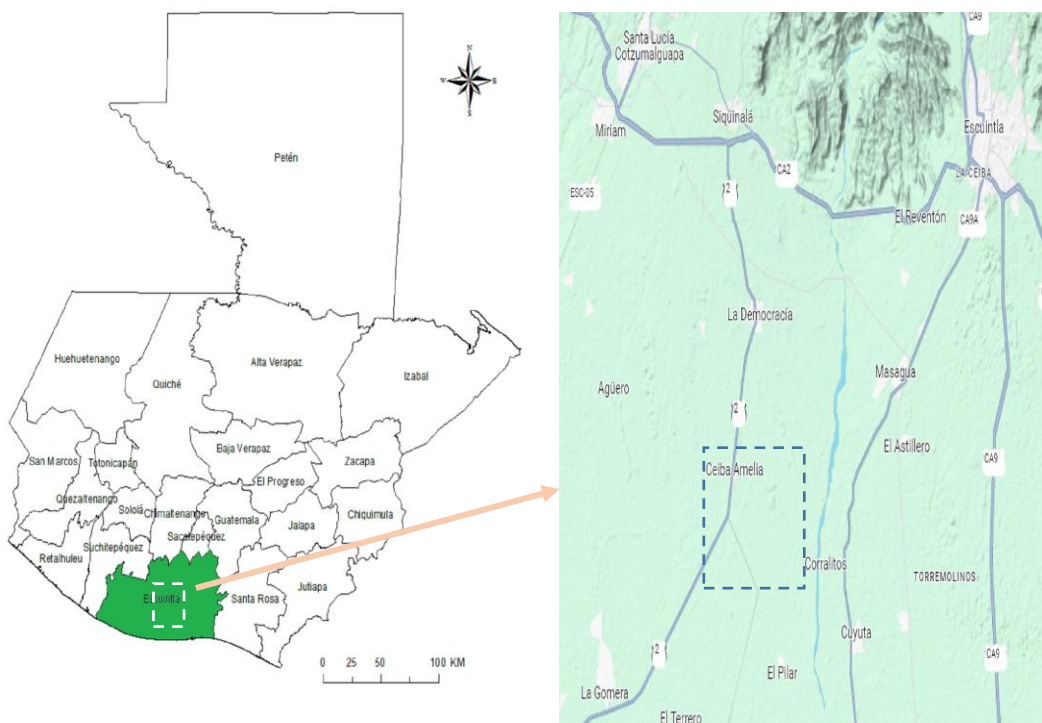 N
W
E
S
Petén
Huehuetenango
Quiché
Alta Verapaz
Izabal
San Marcos
Totonicapán
Baja Verapaz
El Progreso
Zacapa
Quezaltenango
Sololá
Chimaltenango
Guatemala
Jalapa
Chiquimula
Retalhuleu
Suchitepéquez
Sacatepéquez
Escuintla
Santa Rosa
Jutiapa
0 25 50 100 KM
Santa Lucía
Cotzumalguapa
CA9
Siquinalá
Miriam
Escuintla
CA2
LA CEIBA
ESC-05
2
El Reventón
CA9A
La Democracia
Masagua
Agüero
2
El Astillero
Ceiba Amelia
CA9
Corralitos
TORREMOLINOS
Cuyuta
2
CA9
El Pilar
La Gomera
El Terrero